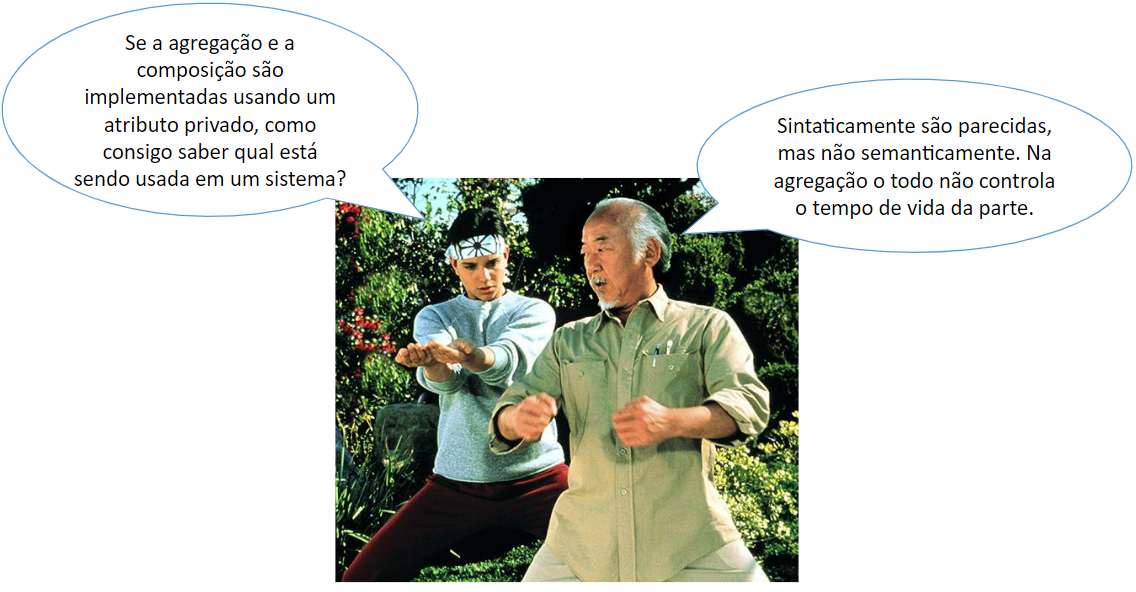 Se a agregação e a
composição são
implementadas usando um
atributo privado, como
consigo saber qual está
sendo usada em um sistema?
Sintaticamente são parecidas,
mas não semanticamente. Na
agregação o todo não controla
o tempo de vida da parte.